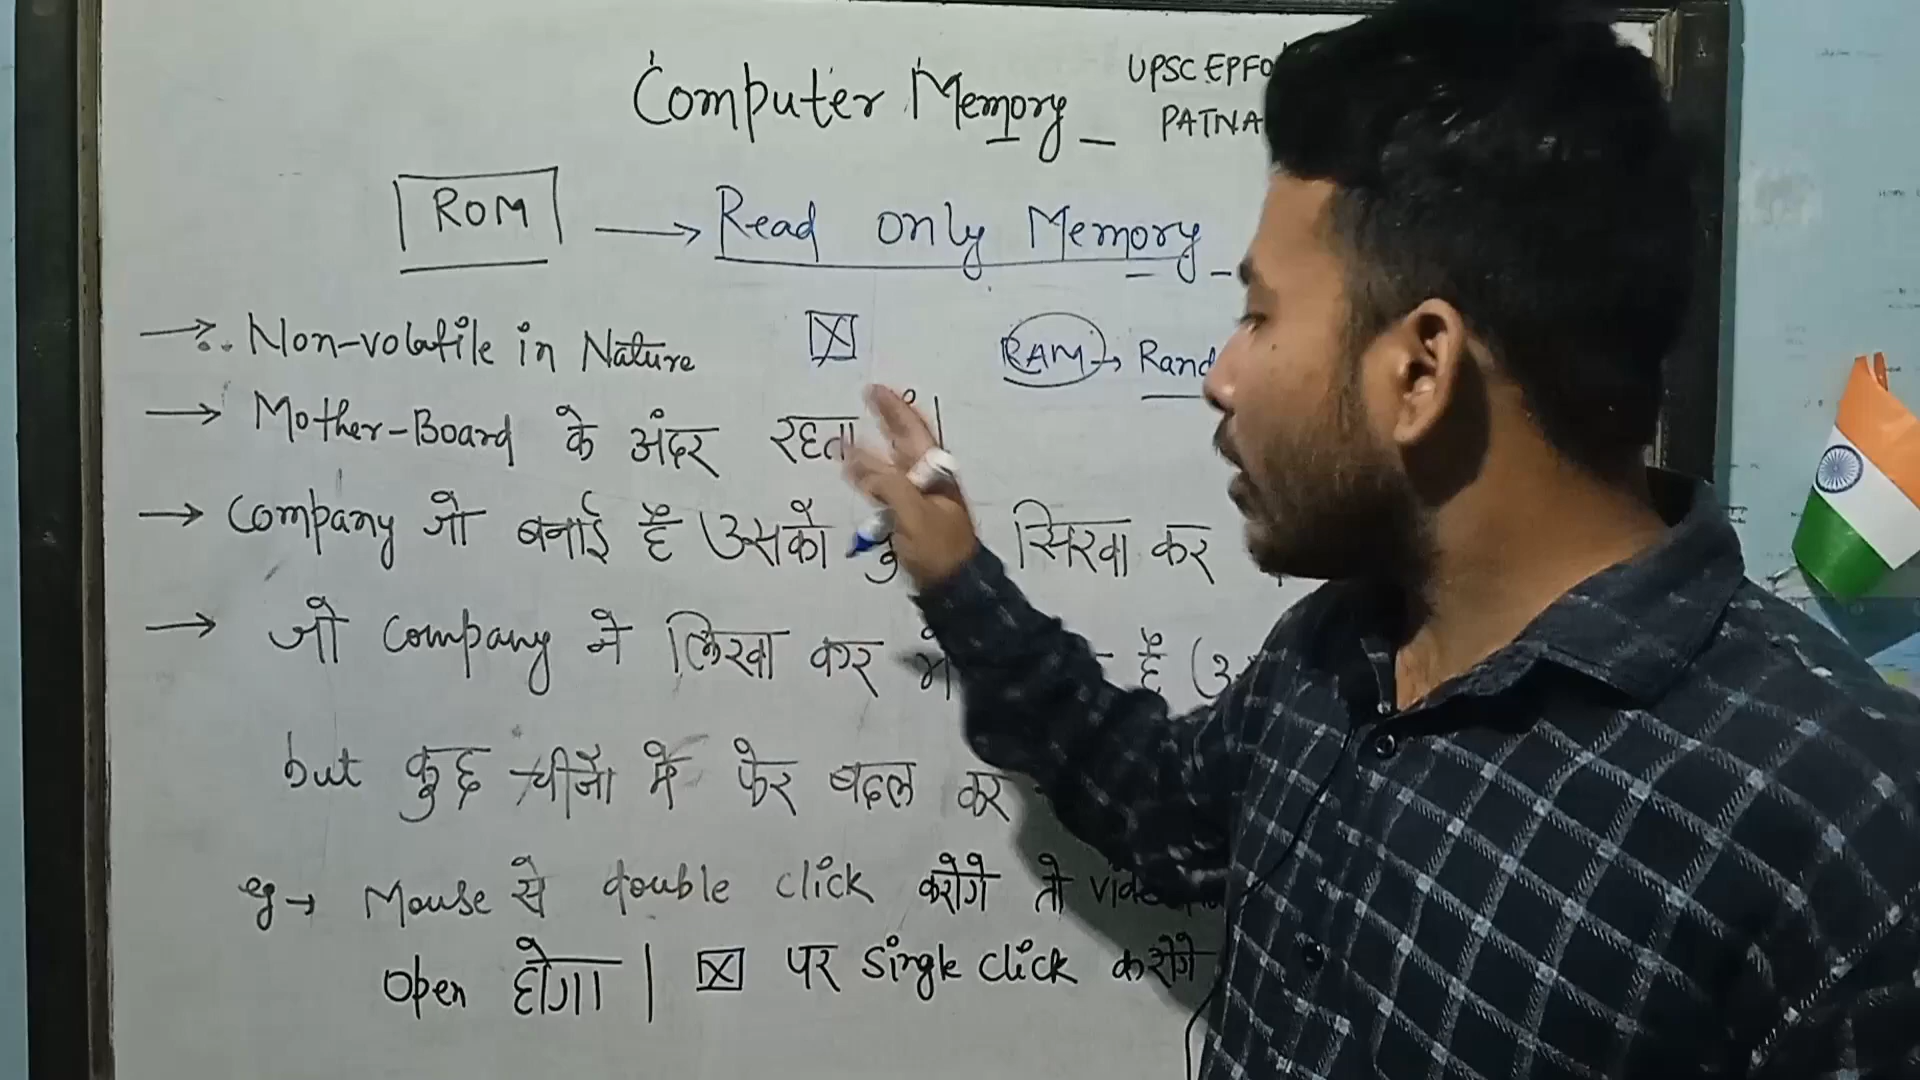 Computer Memory
UPSC EPFO
PATNA
ROM → Read only Memory
→ Non-volatile in Nature
RAM → Rand
→ Mother-Board के अंदर रहता
→ Company जो बनाई है उसको सिखा कर
→ जो Company ने लिखा कर है
but कुछ चीजों में फेर बदल कर
eg → Mouse से double click करोगे तो video
open होगा | ☒ पर single click करोगे